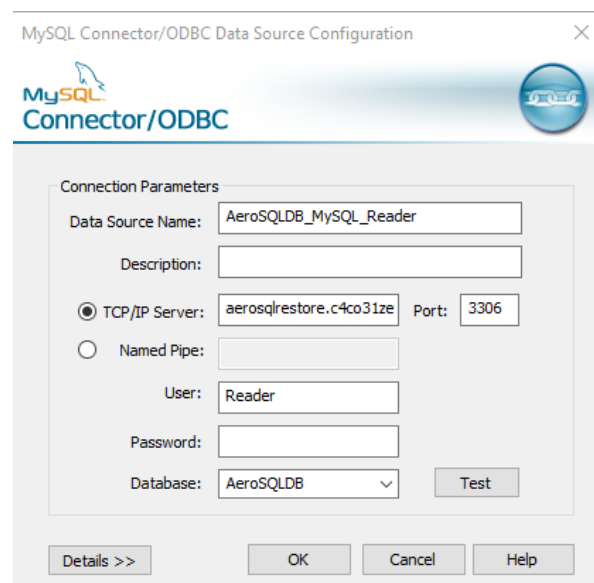 MySQL Connector/ODBC Data Source Configuration
MySQL
Connector/ODBC
Connection Parameters
Data Source Name: AeroSQLDB_MySQL_Reader
Description:
TCP/IP Server: aerosqlrestore.c4co31ze Port: 3306
Named Pipe:
User: Reader
Password:
Database: AeroSQLDB Test
Details >> OK Cancel Help